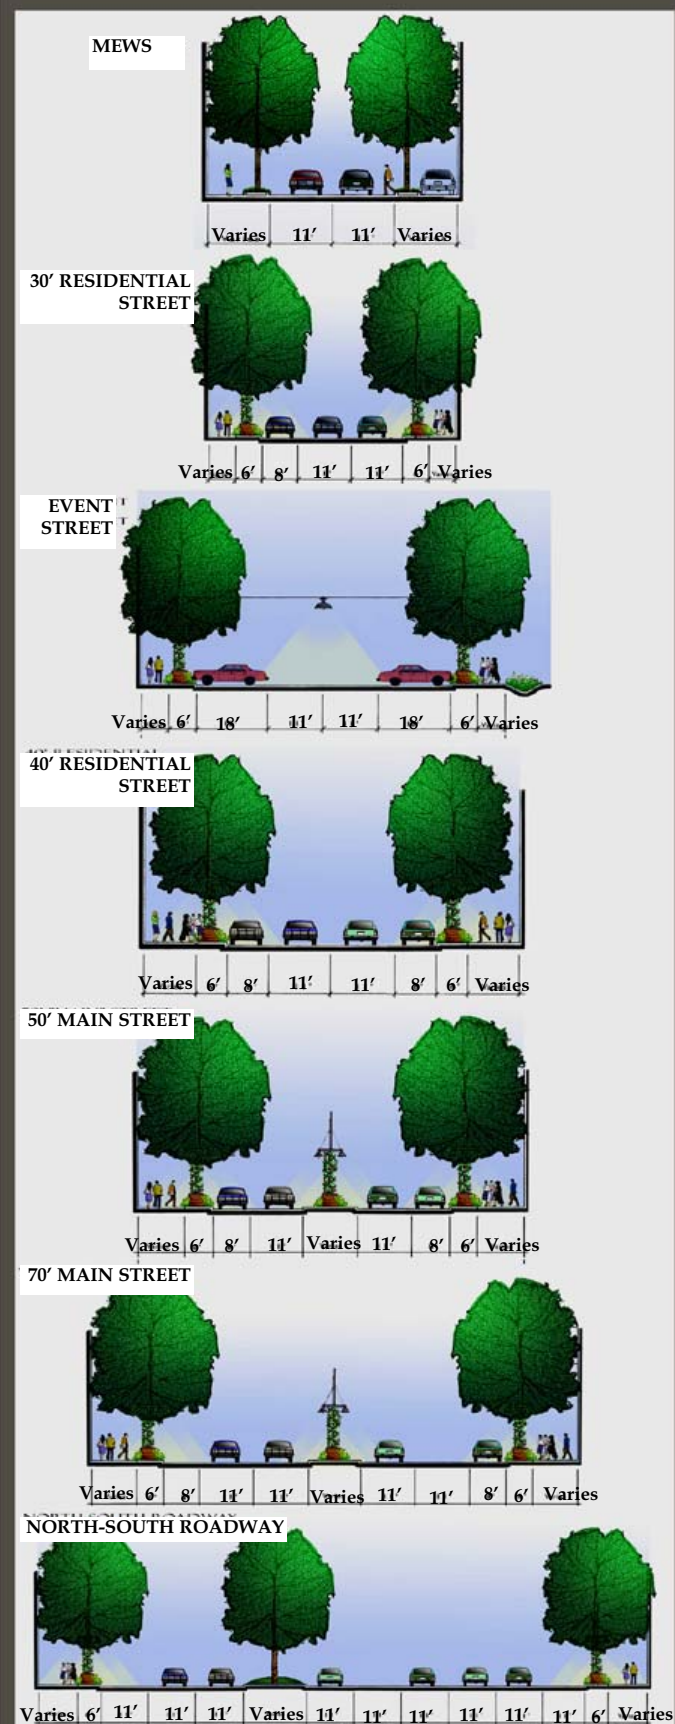 MEWS
Varies 11′ 11′ Varies
30′ RESIDENTIAL
STREET
Varies 6′ 8′ 11′ 11′ 6′ Varies
EVENT
STREET
Varies 6′ 18′ 11′ 11′ 18′ 6′ Varies
40′ RESIDENTIAL
STREET
Varies 6′ 8′ 11′ 11′ 8′ 6′ Varies
50′ MAIN STREET
Varies 6′ 8′ 11′ Varies 11′ 8′ 6′ Varies
70′ MAIN STREET
Varies 6′ 8′ 11′ 11′ Varies 11′ 11′ 8′ 6′ Varies
NORTH-SOUTH ROADWAY
Varies 6′ 11′ 11′ 11′ Varies 11′ 11′ 11′ 11′ 11′ 11′ 6′ Varies